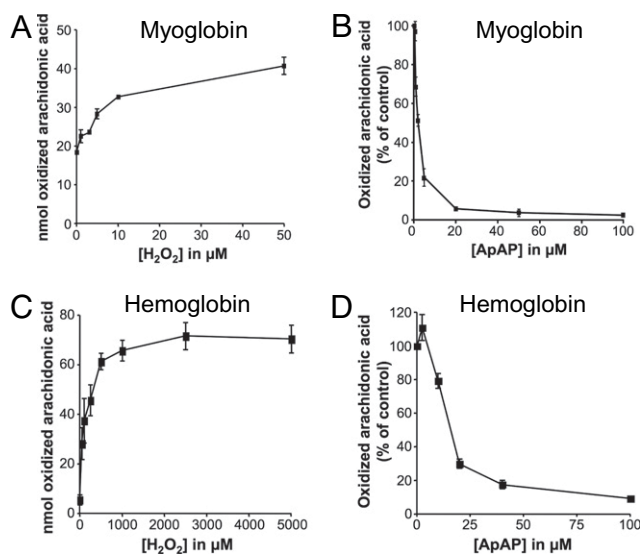 A
Myoglobin
nmol oxidized arachidonic acid
50
40
30
20
10
0
0 10 20 30 40 50
[H₂O₂] in µM
B
Myoglobin
Oxidized arachidonic acid
(% of control)
100
80
60
40
20
0
0 20 40 60 80 100
[ApAP] in µM
C
Hemoglobin
nmol oxidized arachidonic acid
80
60
40
20
0
0 1000 2000 3000 4000 5000
[H₂O₂] in µM
D
Hemoglobin
Oxidized arachidonic acid
(% of control)
120
100
80
60
40
20
0
0 25 50 75 100
[ApAP] in µM